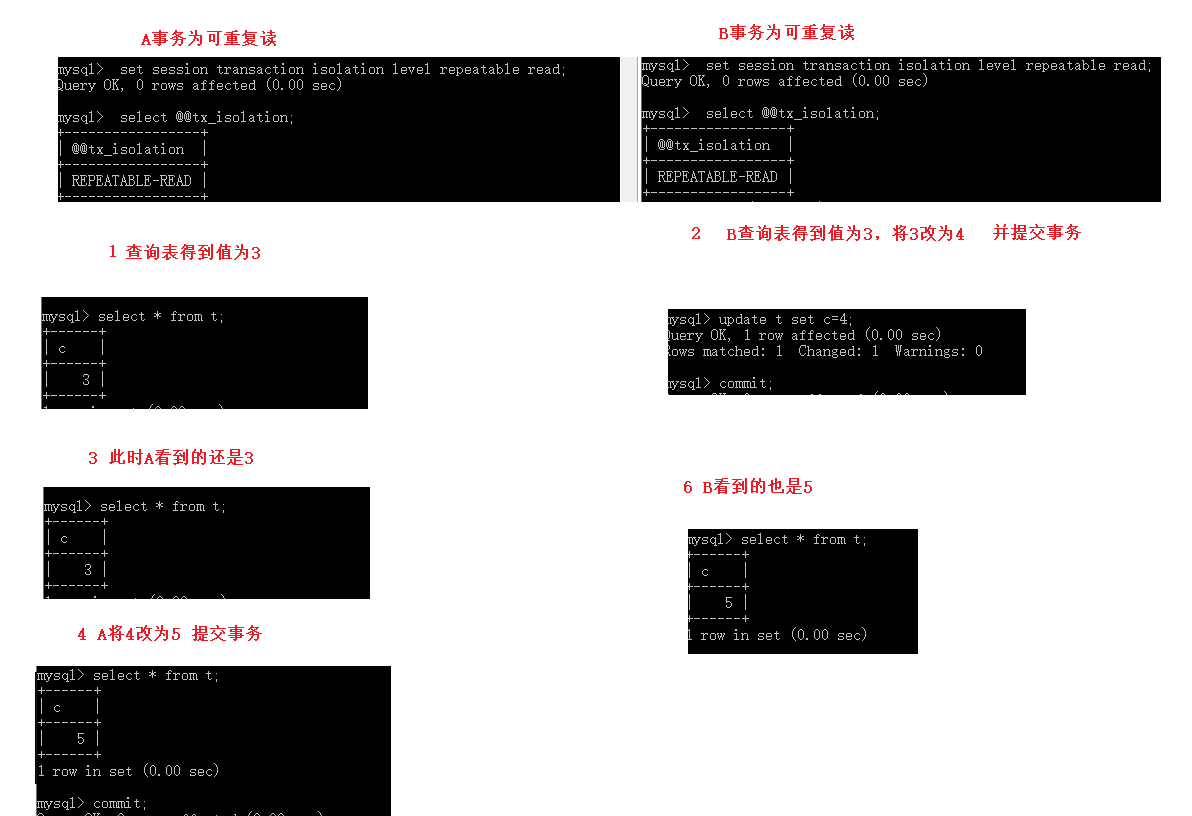 A事务为可重复读
mysql>  set session transaction isolation level repeatable read;
Query OK, 0 rows affected (0.00 sec)
mysql>  select @@tx_isolation;
+-----------------+
| @@tx_isolation  |
+-----------------+
| REPEATABLE-READ |
+-----------------+
B事务为可重复读
mysql>  set session transaction isolation level repeatable read;
Query OK, 0 rows affected (0.00 sec)
mysql>  select @@tx_isolation;
+-----------------+
| @@tx_isolation  |
+-----------------+
| REPEATABLE-READ |
+-----------------+
1 查询表得到值为3
mysql> select * from t;
+------+
| c    |
+------+
|    3 |
+------+
2 B查询表得到值为3，将3改为4 并提交事务
mysql> update t set c=4;
Query OK, 1 row affected (0.00 sec)
Rows matched: 1  Changed: 1  Warnings: 0
mysql> commit;
3 此时A看到的还是3
mysql> select * from t;
+------+
| c    |
+------+
|    3 |
+------+
4 A将4改为5 提交事务
mysql> select * from t;
+------+
| c    |
+------+
|    5 |
+------+
1 row in set (0.00 sec)
mysql> commit;
6 B看到的也是5
mysql> select * from t;
+------+
| c    |
+------+
|    5 |
+------+
1 row in set (0.00 sec)